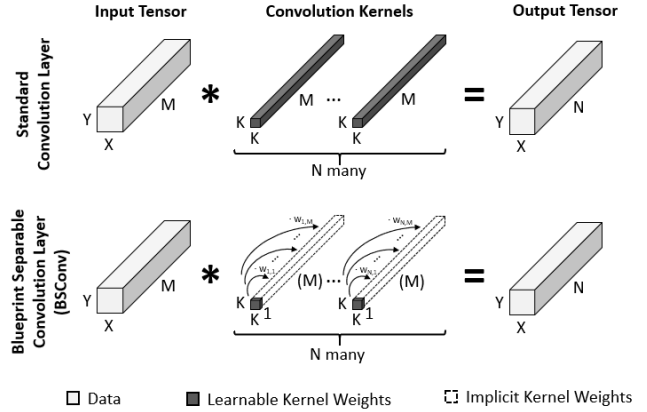 Input Tensor Convolution Kernels Output Tensor
Standard
Convolution Layer
Y X M * K K M ... K K M = Y X N
N many
Blueprint Separable
Convolution Layer
(BSConv)
Y X M * K K 1 · w1,1 ... · w1,M (M) ... K K 1 · wN,1 ... · wN,M (M) = Y X N
N many
Data Learnable Kernel Weights Implicit Kernel Weights